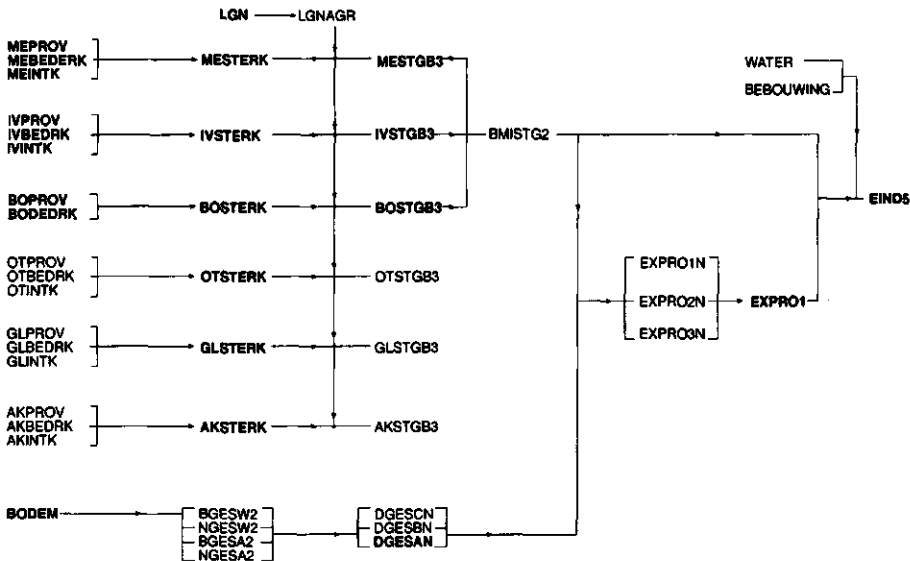 LGN LGNAGR
MEPROV
MEBEDERK MESTERK MESTGB3
MEINTK
WATER
BEBOUWING
IVPROV
IVBEDRK IVSTERK IVSTGB3 BMISTG2
IVINTK
BOPROV
BODEDRK BOSTERK BOSTGB3
EIND5
OTPROV
OTBEDRK OTSTERK OTSTGB3
OTINTK
EXPRO1N
EXPRO2N EXPRO1
EXPRO3N
GLPROV
GLBEDRK GLSTERK GLSTGB3
GLINTK
AKPROV
AKBEDRK AKSTERK AKSTGB3
AKINTK
BODEM
BGESW2
NGESW2
BGESA2
NGESA2
DGESCN
DGESBN
DGESAN